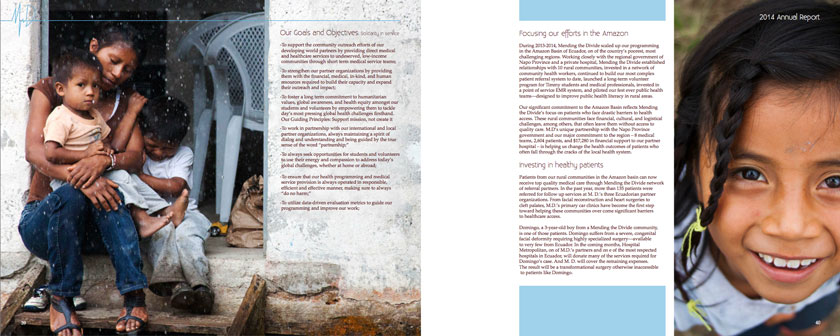 Our Goals and Objectives Solidarity in service
-To support the community outreach efforts of our
developing world partners by providing direct medical
and healthcare services to undeserved, low-income
communities through short term medical service teams;
-To strengthen our partner organizations by providing
them with the financial, medical, in-kind, and human
resources required to build their capacity and expand
their outreach and impact;
-To foster a long term commitment to humanitarian
values, global awareness, and health equity amongst our
students and volunteers by empowering them to tackle
day's most pressing global health challenges firsthand.
Our Guiding Principles: Support mission, not create it
-To work in partnership with our international and local
partner organizations, always maintaining a spirit of
dialog and understanding and being guided by the true
sense of the word "partnership;"
-To always seek opportunities for students and volunteers
to use their energy and compassion to address today's
global challenges, whether at home or abroad;
-To ensure that our health programming and medical
service provision is always operated in responsible,
efficient and effective manner, making sure to always
"do no harm;"
-To utilize data-driven evaluation metrics to guide our
programming and improve our work;
2014 Annual Report
Focusing our efforts in the Amazon
During 2013-2014, Mending the Divide scaled up our programming
in the Amazon Basin of Ecuador, on of the country's poorest, most
challenging regions. Working closely with the regional government of
Napo Province and a private hospital, Mending the Divide established
relationships with 10 rural communities, invested in a network of
community health workers, continued to build our most complex
patient referral system to date, launched a long-term volunteer
program for Timmy students and medical professionals, invested in
a point of service EMR system, and piloted our first ever public health
teams—designed to improve public health literacy in rural areas.
Our significant commitment to the Amazon Basin reflects Mending
the Divide's focus on patients who face drastic barriers to health
access. These rural communities face financial, cultural, and logistical
challenges, among others, that often leave them without access to
quality care. M.D's unique partnership with the Napo Province
government and our major commitment to the region—8 medical
teams, 2,604 patients, and $17,280 in financial support to our partner
hospital—is helping us change the health outcomes of patients who
often fall through the cracks of the local health system.
Investing in healthy patients
Patients from our rural communities in the Amazon basin can now
receive top quality medical care through Mending the Divide network
of referral partners. In the past year, more than 135 patients were
referred for follow up services at M.D.'s three Ecuadorian partner
organizations. From facial reconstruction and heart surgeries to
cleft palates, M.D.'s primary care clinics have become the first step
toward helping these communities over come significant barriers
to healthcare access.
Domingo, a 3-year-old boy from a Mending the Divide community,
is one of those patients. Domingo suffers from a severe, congenital
facial deformity requiring highly specialized surgery—available
to very few from Ecuador. In the coming months, Hospital
Metropolitan, on of M.D.'s partners and on e of the most respected
hospitals in Ecuador, will donate many of the services required for
Domingo's case. And M. D. will cover the remaining expenses.
The result will be a transformational surgery otherwise inaccessible
to patients like Domingo.